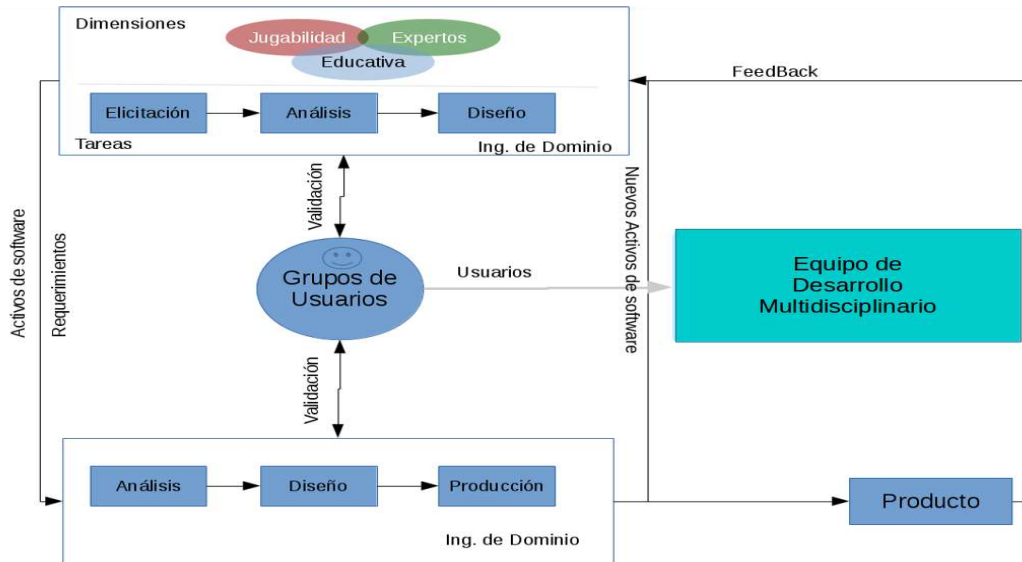 Dimensiones
Jugabilidad
Expertos
Educativa
FeedBack
Elicitación
Análisis
Diseño
Tareas
Ing. de Dominio
Validación
Activos de software
Requerimientos
Nuevos Activos de software
Grupos de
Usuarios
Usuarios
Equipo de
Desarrollo
Multidisciplinario
Validación
Análisis
Diseño
Producción
Producto
Ing. de Dominio